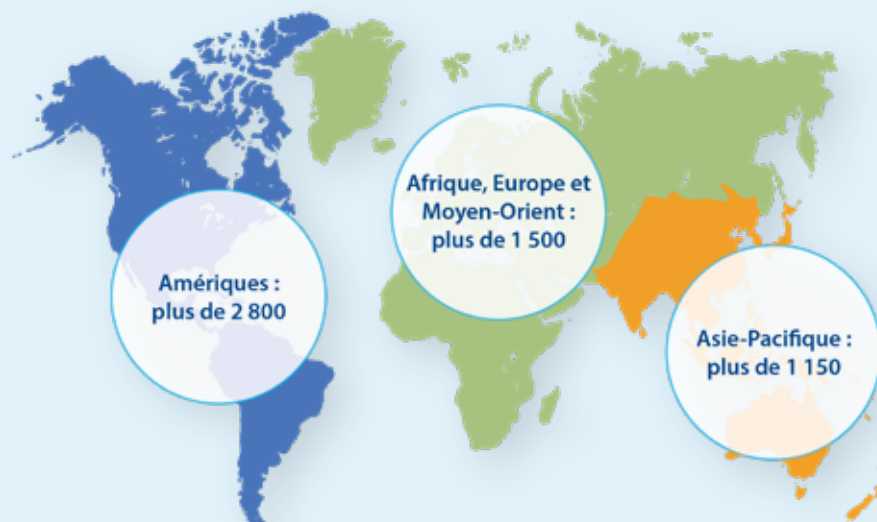 Afrique, Europe et
Moyen-Orient :
plus de 1 500
Amériques :
plus de 2 800
Asie-Pacifique :
plus de 1 150